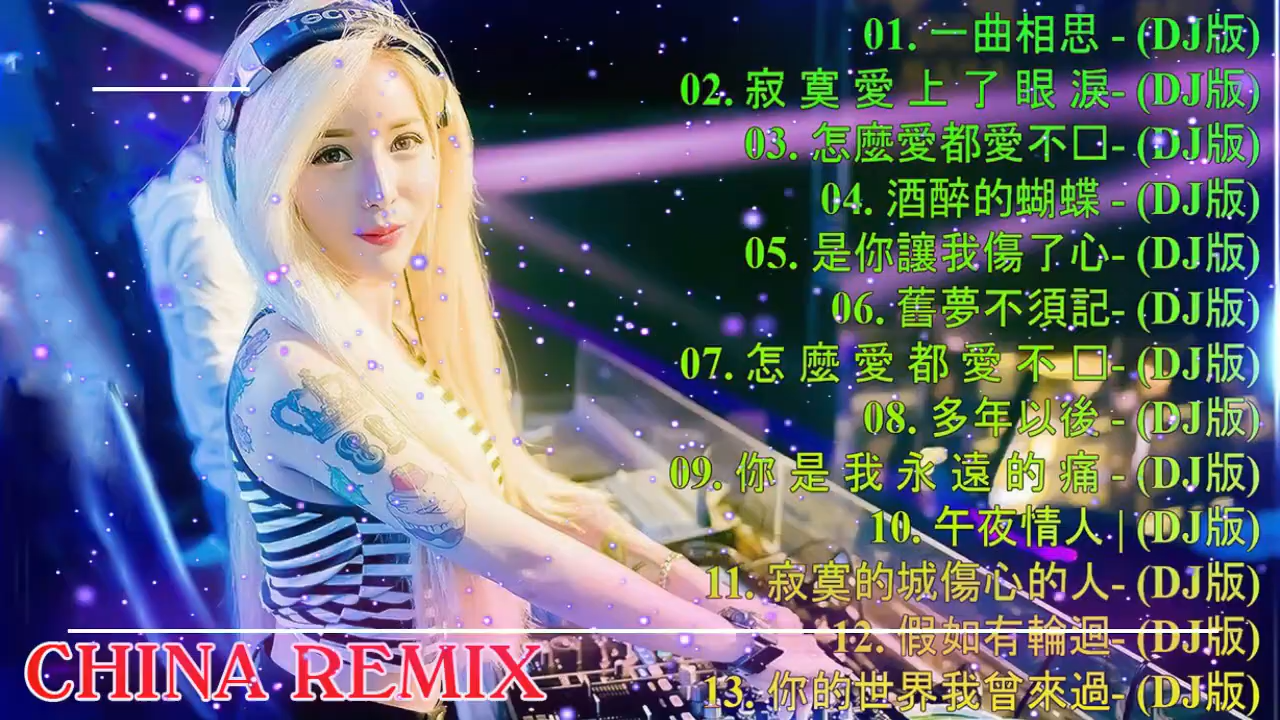 01. 一曲相思 - (DJ版)
02. 寂 寞 愛 上 了 眼 淚- (DJ版)
03. 怎麼愛都愛不□- (DJ版)
04. 酒醉的蝴蝶 - (DJ版)
05. 是你讓我傷了心- (DJ版)
06. 舊夢不須記- (DJ版)
07. 怎 麼 愛 都 愛 不 □- (DJ版)
08. 多年以後 - (DJ版)
09. 你 是 我 永 遠 的 痛 - (DJ版)
10. 午夜情人 | (DJ版)
11. 寂寞的城傷心的人- (DJ版)
12. 假如有輪迴- (DJ版)
13. 你的世界我曾來過- (DJ版)
CHINA REMIX